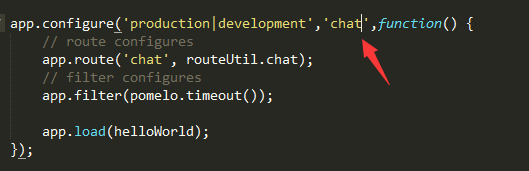 app.configure('production|development','chat',function() {
// route configures
app.route('chat', routeUtil.chat);
// filter configures
app.filter(pomelo.timeout());
app.load(helloWorld);
});